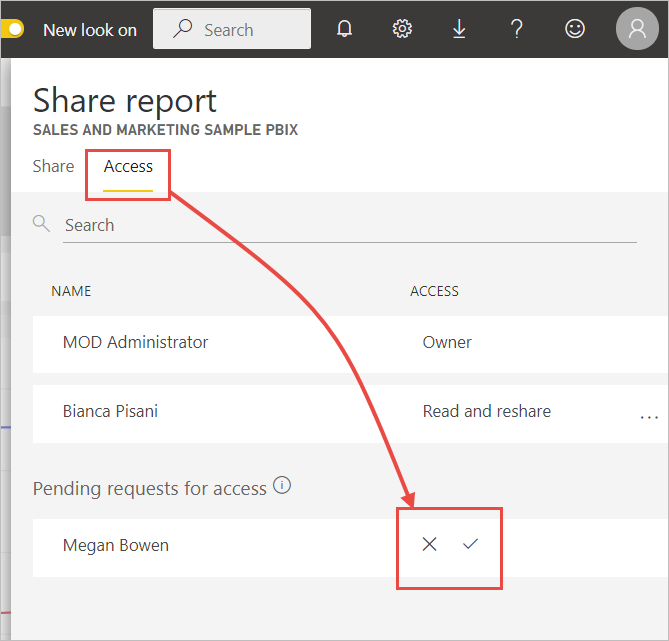 New look on
Search
?
Share report
SALES AND MARKETING SAMPLE PBIX
Share Access
Search
NAME ACCESS
MOD Administrator Owner
Bianca Pisani Read and reshare ...
Pending requests for access
Megan Bowen